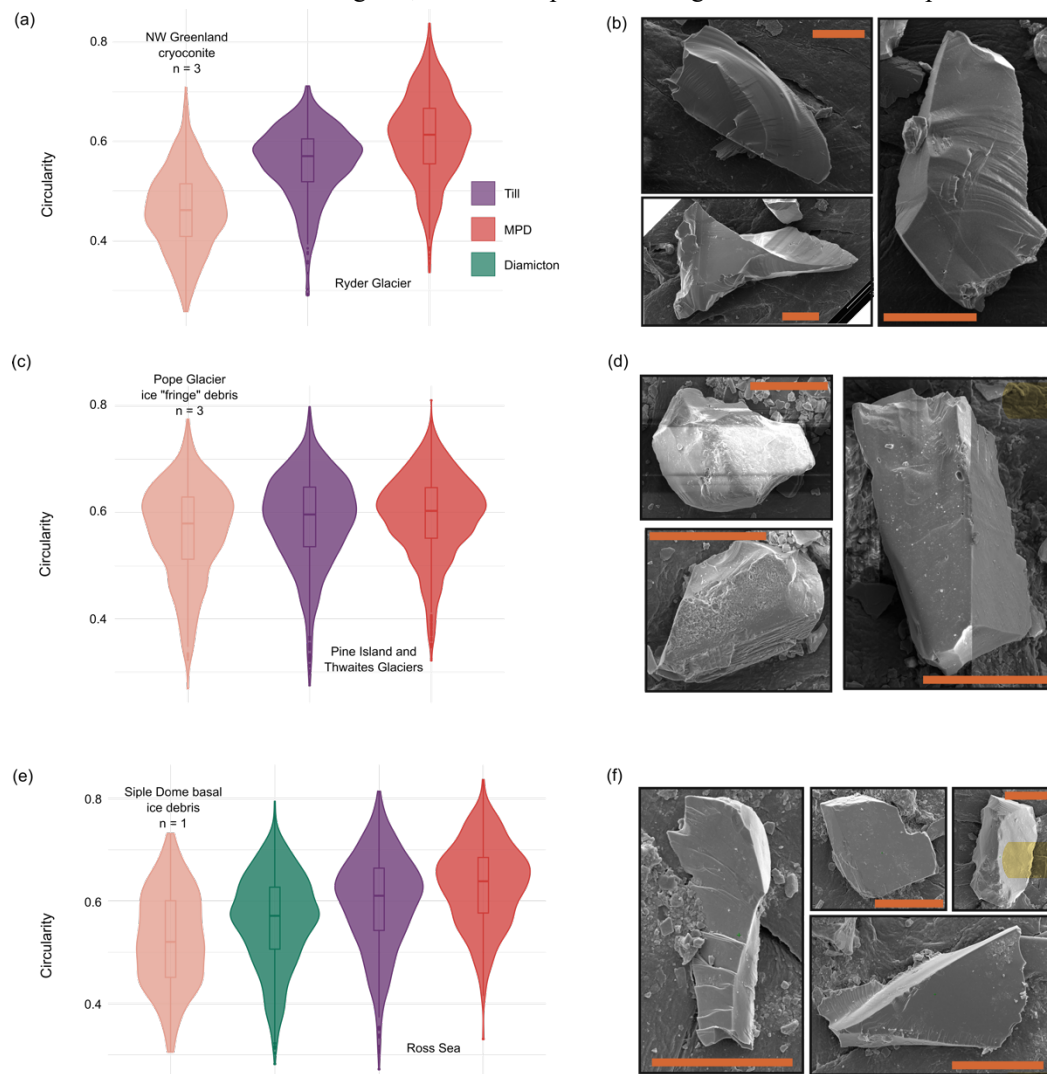 (a)
0.8
0.6
0.4
Circularity
NW Greenland
cryoconite
n = 3
Till
MPD
Diamicton
Ryder Glacier
(b)
(c)
0.8
0.6
0.4
Circularity
Pope Glacier
ice "fringe" debris
n = 3
Pine Island and
Thwaites Glaciers
(d)
(e)
0.8
0.6
0.4
Circularity
Siple Dome basal
ice debris
n = 1
Ross Sea
(f)